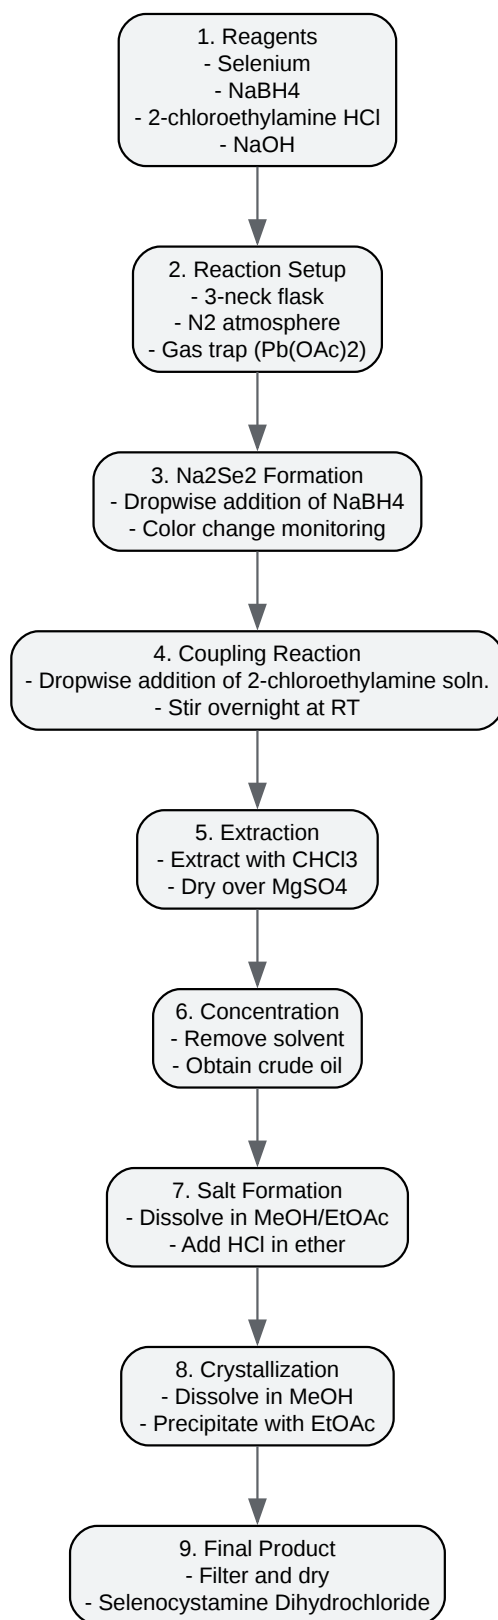 1. Reagents
- Selenium
- NaBH4
- 2-chloroethylamine HCl
- NaOH
2. Reaction Setup
- 3-neck flask
- N2 atmosphere
- Gas trap (Pb(OAc)2)
3. Na2Se2 Formation
- Dropwise addition of NaBH4
- Color change monitoring
4. Coupling Reaction
- Dropwise addition of 2-chloroethylamine soln.
- Stir overnight at RT
5. Extraction
- Extract with CHCl3
- Dry over MgSO4
6. Concentration
- Remove solvent
- Obtain crude oil
7. Salt Formation
- Dissolve in MeOH/EtOAc
- Add HCl in ether
8. Crystallization
- Dissolve in MeOH
- Precipitate with EtOAc
9. Final Product
- Filter and dry
- Selenocystamine Dihydrochloride